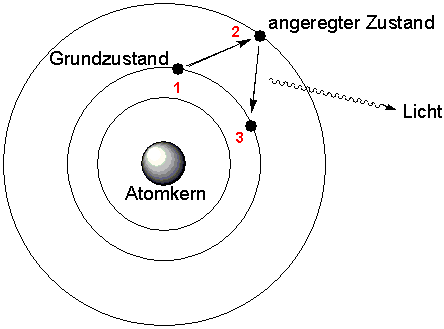 angeregter Zustand
2
Grundzustand
1
Licht
3
Atomkern